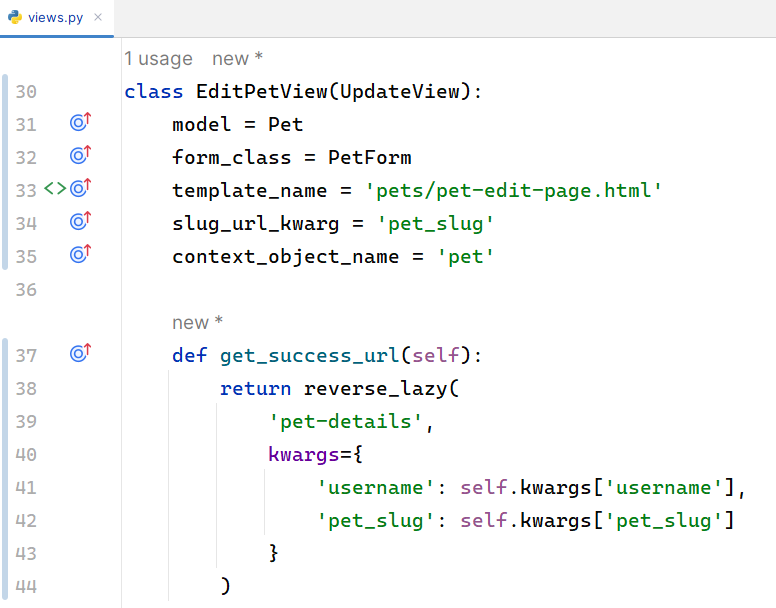 views.py ×
1 usage   new *
30 class EditPetView(UpdateView):
31     model = Pet
32     form_class = PetForm
33 <>  template_name = 'pets/pet-edit-page.html'
34     slug_url_kwarg = 'pet_slug'
35     context_object_name = 'pet'
36
new *
37     def get_success_url(self):
38         return reverse_lazy(
39             'pet-details',
40             kwargs={
41                 'username': self.kwargs['username'],
42                 'pet_slug': self.kwargs['pet_slug']
43             }
44         )